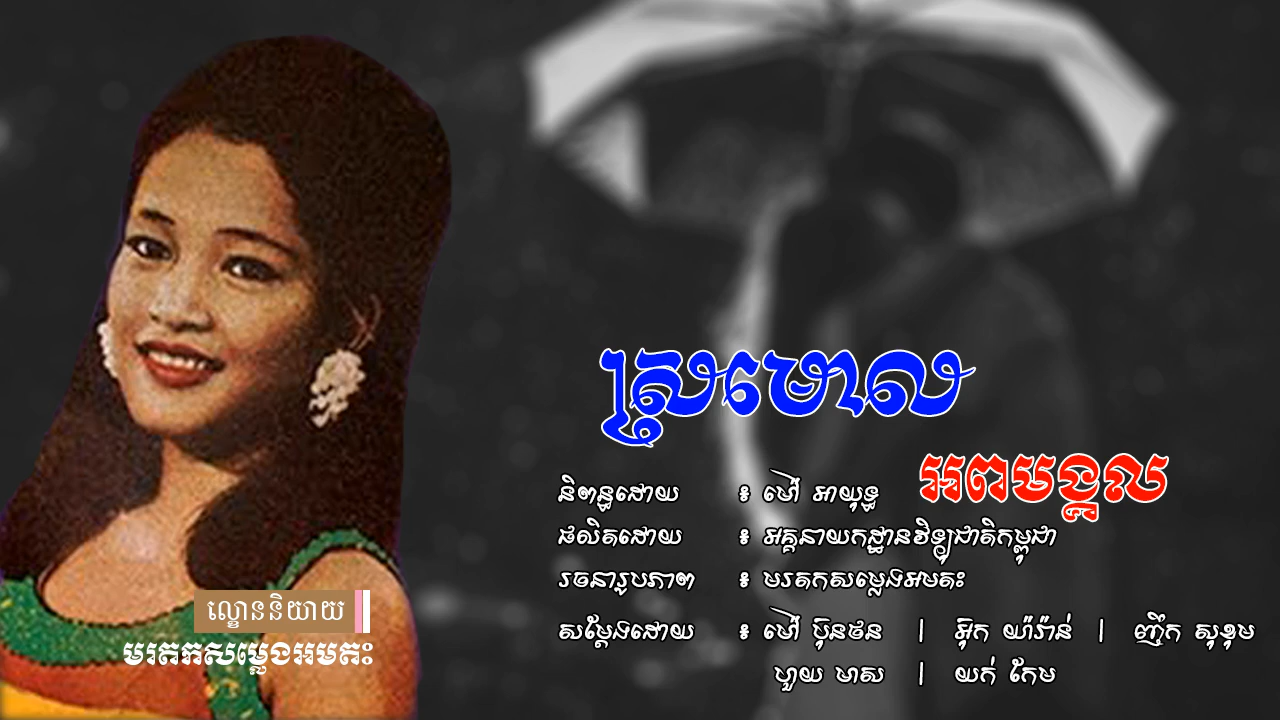 ស្រមោល
អពមង្គល
និពន្ធដោយ ៖ មៅ អាយុទ្ធ
ផលិតដោយ ៖ អគ្គនាយកដ្ឋានវិទ្យុជាតិកម្ពុជា
រចនារូបភាព ៖ មរតកសម្លេងអមតះ
សម្តែងដោយ ៖ មៅ ប៊ុនថន | អ៊ុក យ៉ារ៉ាន់ | ញឹក សុខុម
ហួយ មាស | យក់ កែម
ល្ខោននិយាយ
មរតកសម្លេងអមតះ